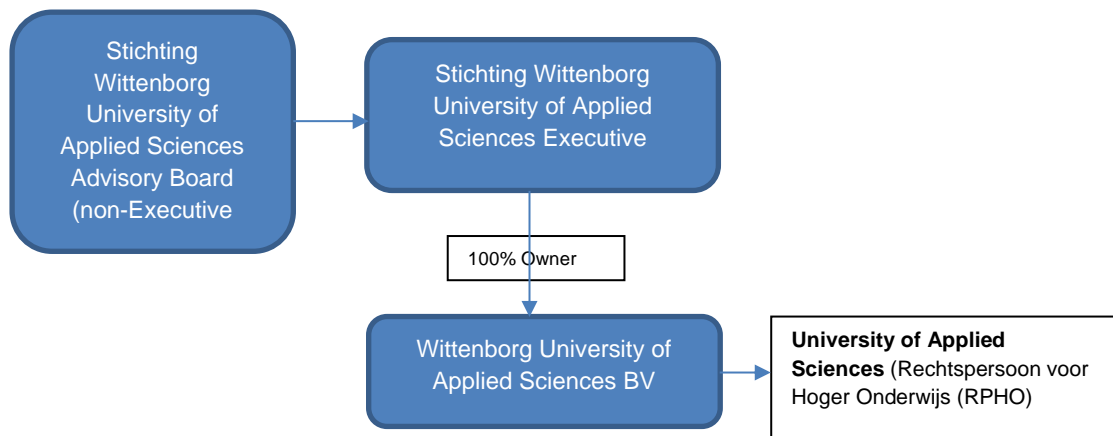 Stichting
Wittenborg
University of
Applied Sciences
Advisory Board
(non-Executive
Stichting Wittenborg
University of Applied
Sciences Executive
100% Owner
Wittenborg University of
Applied Sciences BV
University of Applied
Sciences (Rechtspersoon voor
Hoger Onderwijs (RPHO)